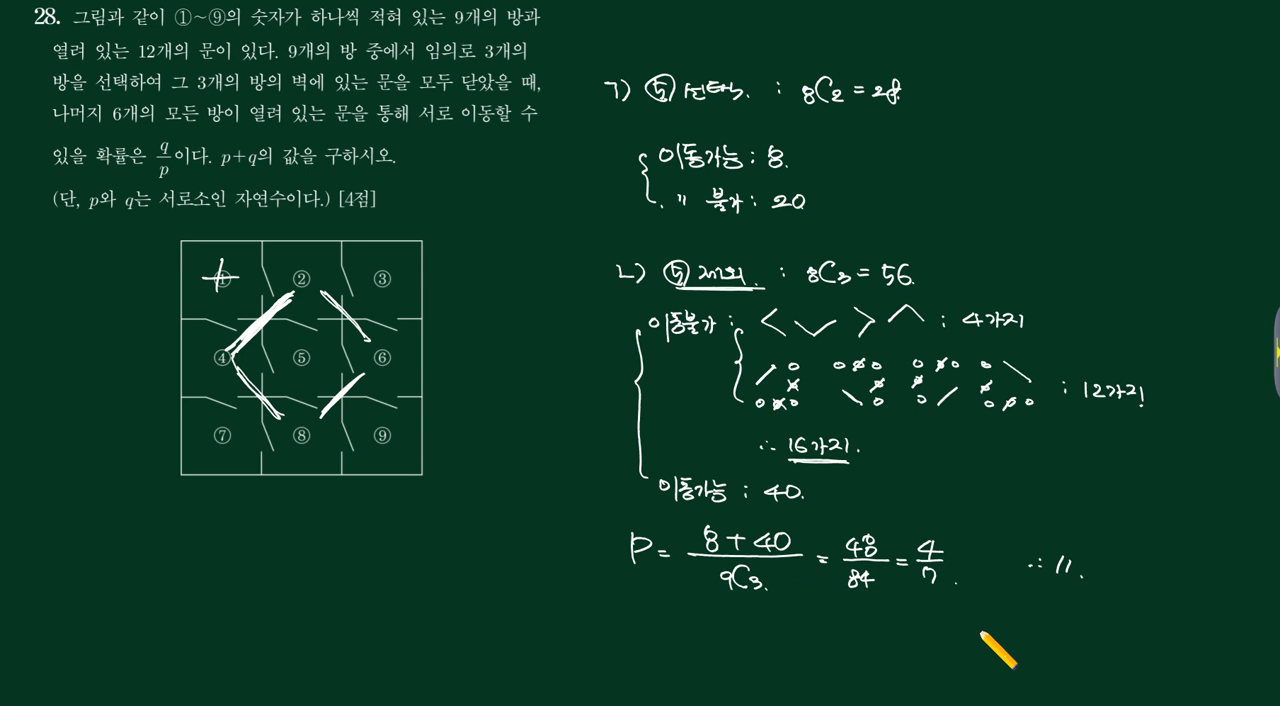 28. 그림과 같이 ①~⑨의 숫자가 하나씩 적혀 있는 9개의 방과
열려 있는 12개의 문이 있다. 9개의 방 중에서 임의로 3개의
방을 선택하여 그 3개의 방의 벽에 있는 문을 모두 닫았을 때,
나머지 6개의 모든 방이 열려 있는 문을 통해 서로 이동할 수
있을 확률은 q/p이다. p+q의 값을 구하시오.
(단, p와 q는 서로소인 자연수이다.) [4점]
① ② ③
④ ⑤ ⑥
⑦ ⑧ ⑨
ㄱ) ⑤ 선택. : 8C2 = 28.
이동가능 : 8.
〃 불가 : 20
ㄴ) ⑤ 제외. : 8C3 = 56.
이동불가 : < ∨ > ∧ : 4가지
: 12가지
∴ 16가지.
이동가능 : 40.
P = (8+40)/9C3. = 48/84 = 4/7. ∴ 11.